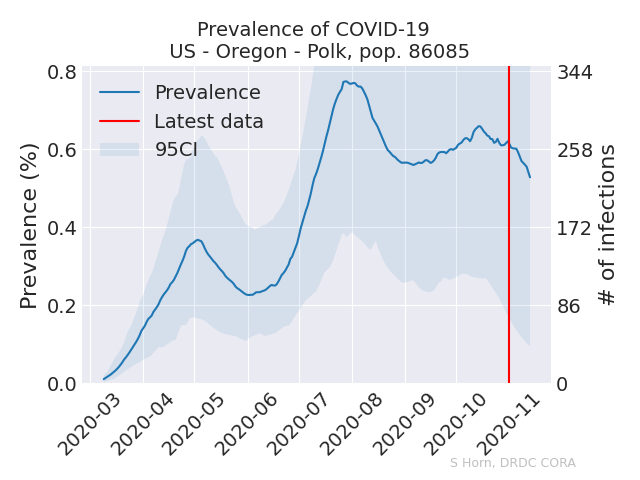 Prevalence of COVID-19
US - Oregon - Polk, pop. 86085
Prevalence
Latest data
95CI
Prevalence (%)
0.8
0.6
0.4
0.2
0.0
344
258
172
86
0
# of infections
2020-03
2020-04
2020-05
2020-06
2020-07
2020-08
2020-09
2020-10
2020-11
S Horn, DRDC CORA